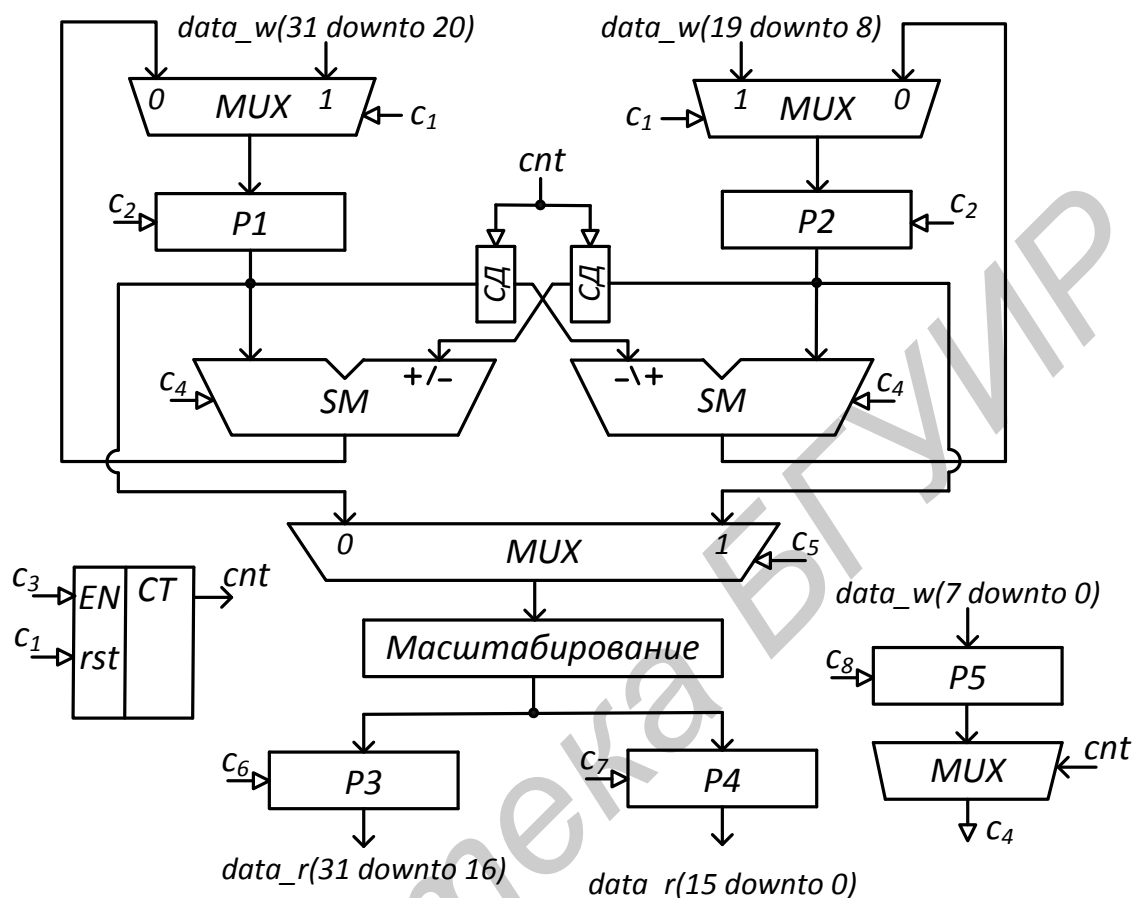 data_w(31 downto 20)
data_w(19 downto 8)
0 MUX 1
1 MUX 0
c1
c1
cnt
c2
P1
P2
c2
СД
СД
c4
SM
+/-
-\+
SM
c4
0 MUX 1
c5
c3
EN
CT
cnt
c1
rst
Масштабирование
data_w(7 downto 0)
c8
P5
c6
P3
c7
P4
MUX
cnt
c4
data_r(31 downto 16)
data_r(15 downto 0)
тека БГУИР